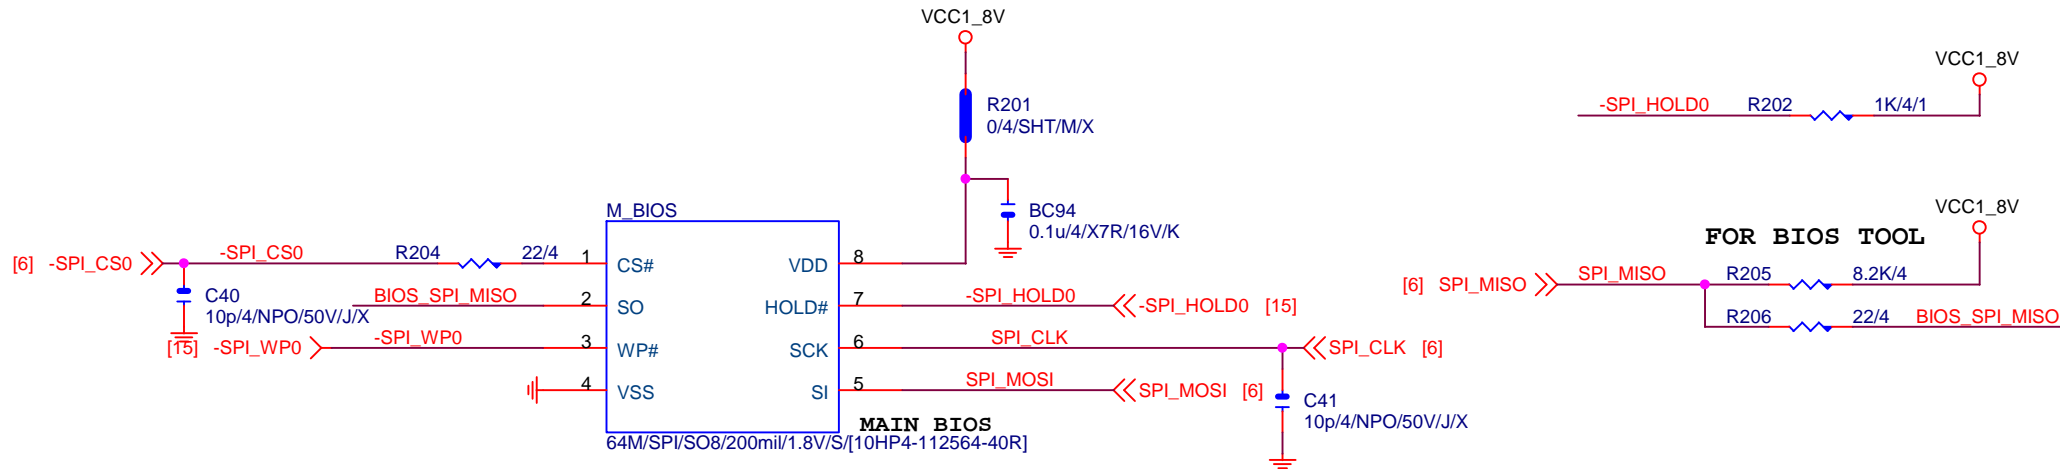 VCC1_8V
R201
0/4/SHT/M/X
BC94
0.1u/4/X7R/16V/K
M_BIOS
[6] -SPI_CS0
-SPI_CS0
R204
22/4
1
CS#
C40
10p/4/NPO/50V/J/X
BIOS_SPI_MISO
2
SO
[15] -SPI_WP0
-SPI_WP0
3
WP#
4
VSS
VDD
8
HOLD#
7
-SPI_HOLD0
-SPI_HOLD0 [15]
SCK
6
SPI_CLK
SPI_CLK [6]
SI
5
SPI_MOSI
SPI_MOSI [6]
C41
10p/4/NPO/50V/J/X
MAIN BIOS
64M/SPI/SO8/200mil/1.8V/S/[10HP4-112564-40R]
VCC1_8V
-SPI_HOLD0
R202
1K/4/1
VCC1_8V
FOR BIOS TOOL
[6] SPI_MISO
SPI_MISO
R205
8.2K/4
R206
22/4
BIOS_SPI_MISO